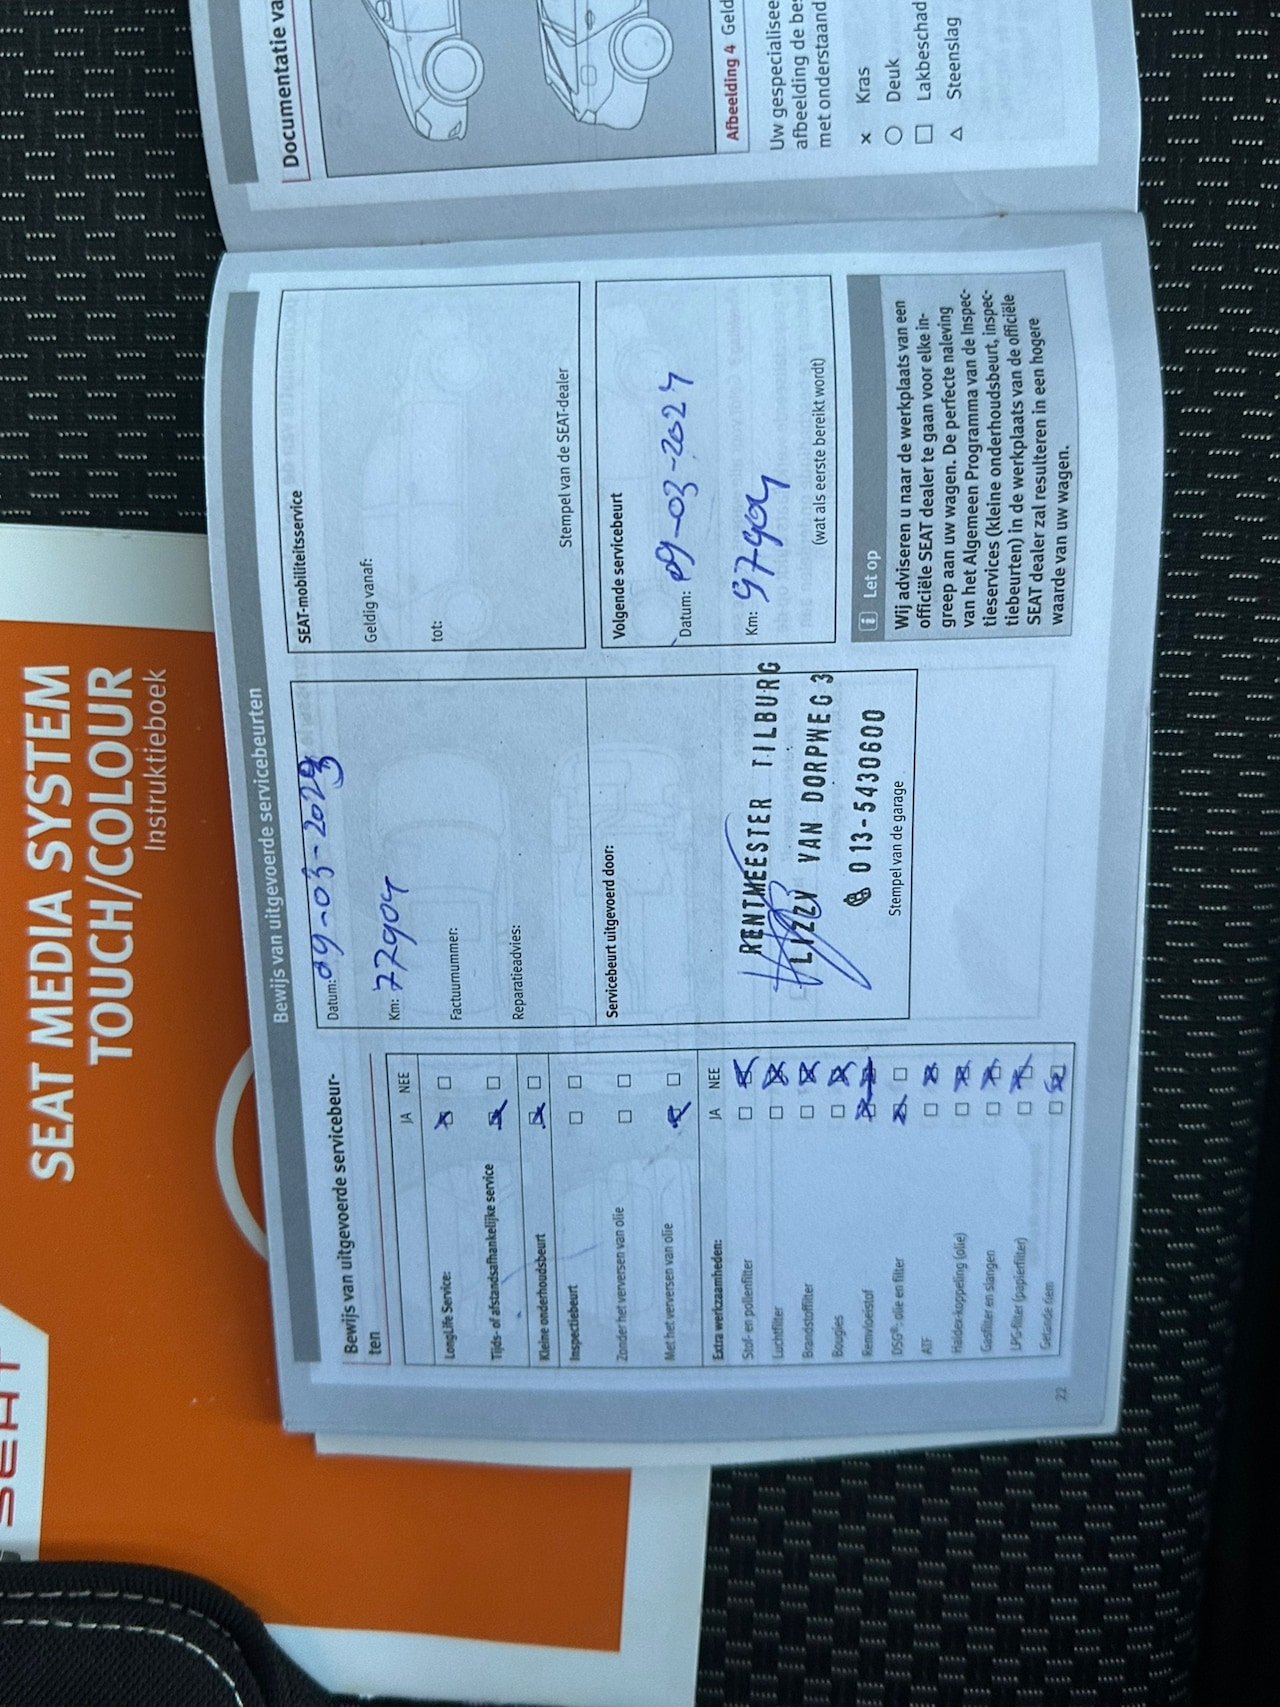 SEAT
SEAT MEDIA SYSTEM
TOUCH/COLOUR
Instruktieboek
Bewijs van uitgevoerde servicebeurten
Bewijs van uitgevoerde servicebeur-
ten
JA NEE
LongLife Service:
Tijds- of afstandsafhankelijke service
Kleine onderhoudsbeurt
Inspectiebeurt
Zonder het verversen van olie
Met het verversen van olie
Extra werkzaamheden: JA NEE
Stof- en pollenfilter
Luchtfilter
Brandstoffilter
Bougies
Remvloeistof
DSG®-olie en filter
ATF
Haldex-koppeling (olie)
Gasfilter en slangen
LPG-filter (papierfilter)
Getande riem
22
Datum: 09-03-2023
Km: 77904
Factuurnummer:
Reparatieadvies:
Servicebeurt uitgevoerd door:
RENTMEESTER TILBURG
LIZZY VAN DORPWEG 3
☎ 013-5430600
Stempel van de garage
SEAT-mobiliteitsservice
Geldig vanaf:
tot:
Stempel van de SEAT-dealer
Volgende servicebeurt
Datum: 09-03-2024
Km: 97904
(wat als eerste bereikt wordt)
i Let op
Wij adviseren u naar de werkplaats van een
officiële SEAT dealer te gaan voor elke in-
greep aan uw wagen. De perfecte naleving
van het Algemeen Programma van de Inspec-
tieservices (kleine onderhoudsbeurt, inspec-
tiebeurten) in de werkplaats van de officiële
SEAT dealer zal resulteren in een hogere
waarde van uw wagen.
Documentatie va
Afbeelding 4 Geld
Uw gespecialisee
afbeelding de bes
met onderstaand
× Kras
○ Deuk
□ Lakbeschad
△ Steenslag